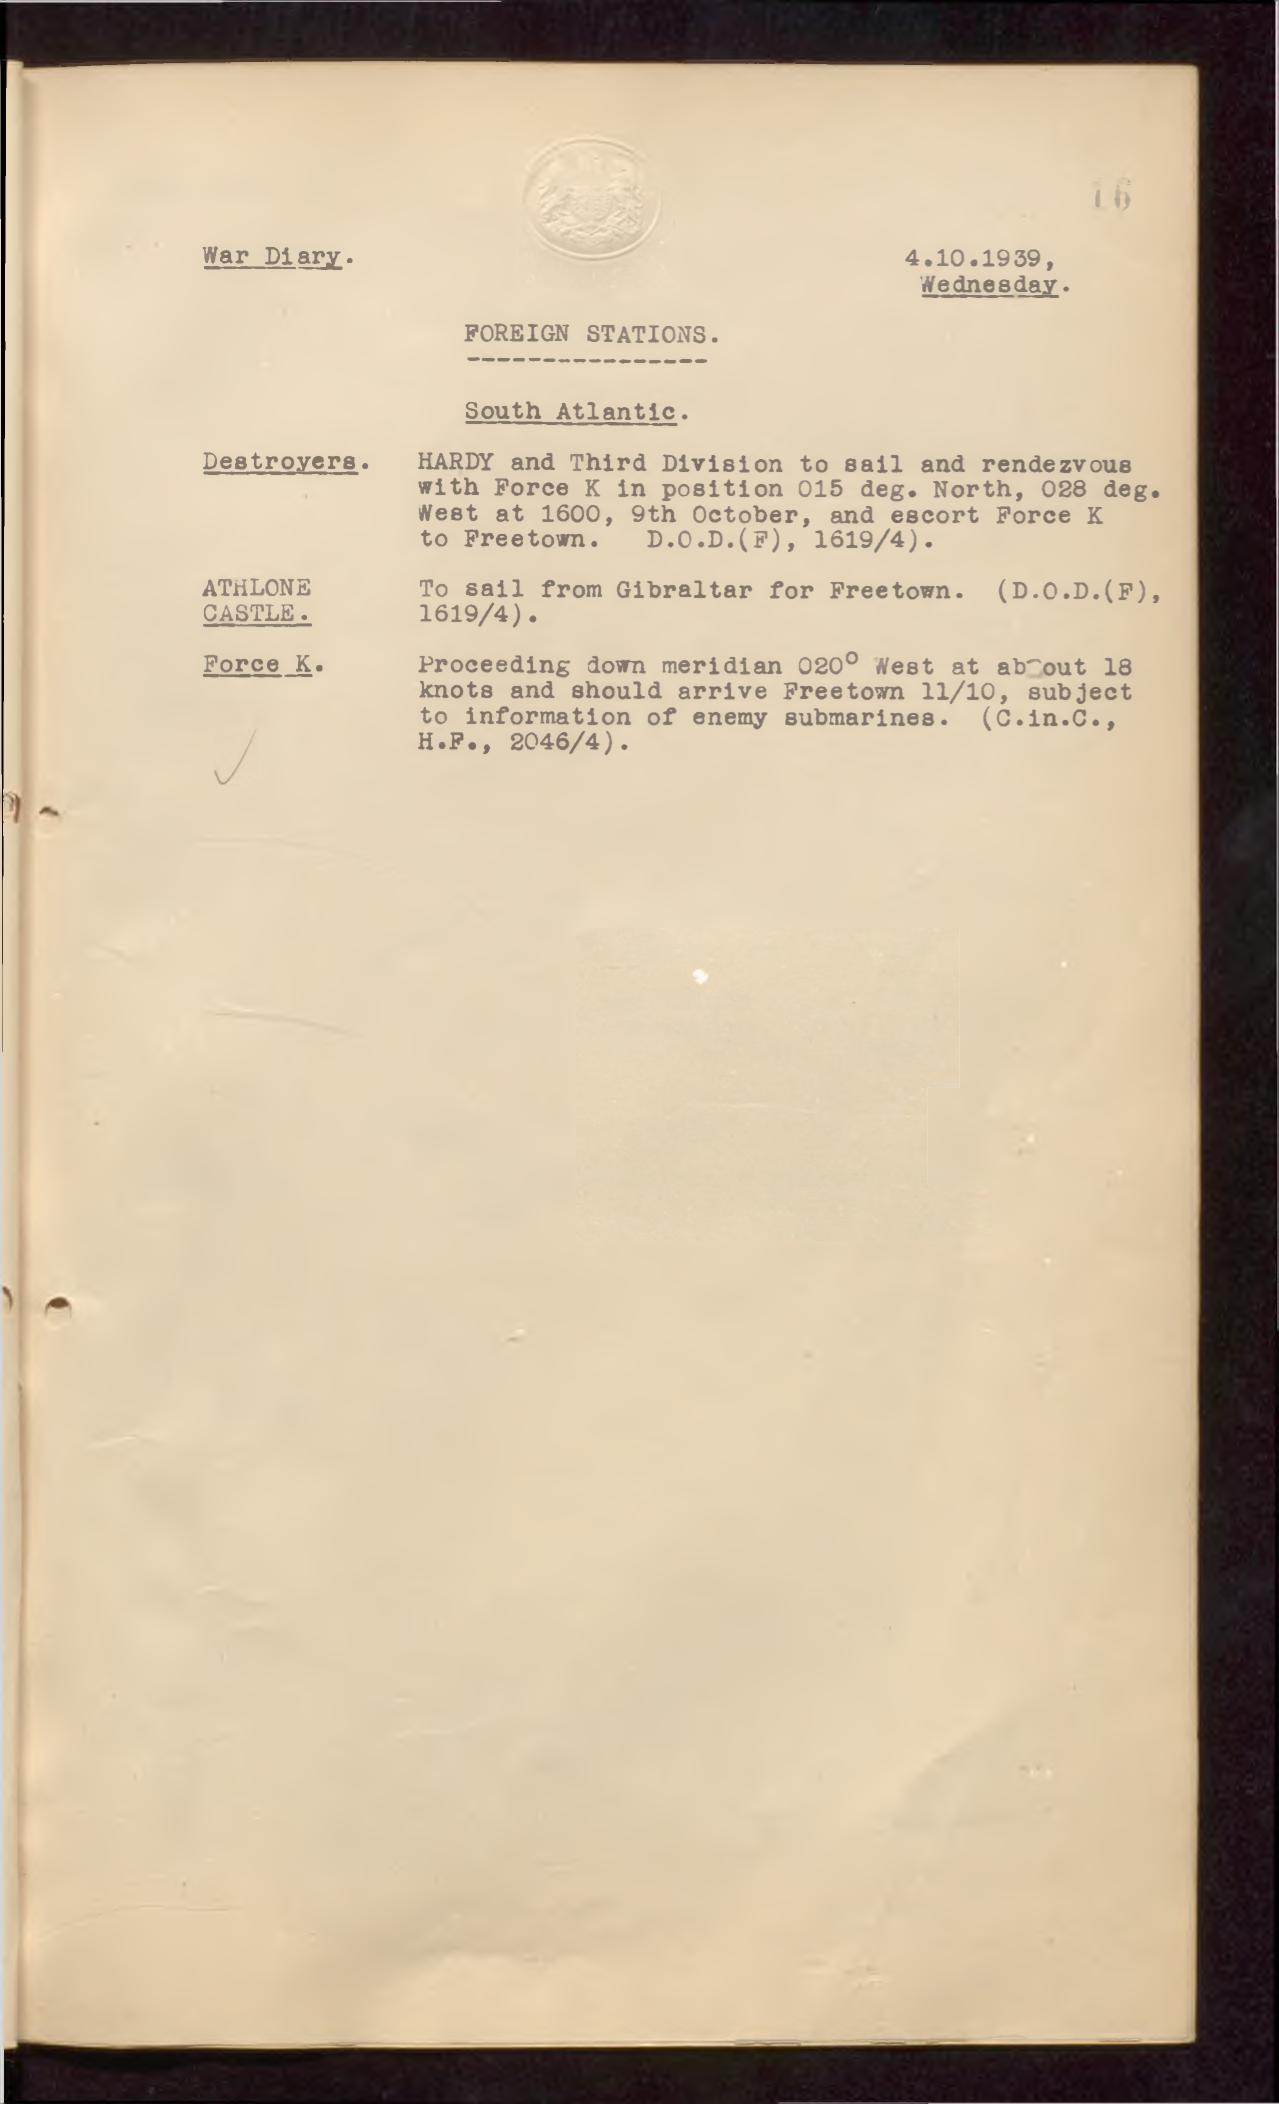 16
War Diary.
4.10.1939,
Wednesday.
FOREIGN STATIONS.
----------------
South Atlantic.
Destroyers. HARDY and Third Division to sail and rendezvous
with Force K in position 015 deg. North, 028 deg.
West at 1600, 9th October, and escort Force K
to Freetown. D.O.D.(F), 1619/4).
ATHLONE To sail from Gibraltar for Freetown. (D.O.D.(F),
CASTLE. 1619/4).
Force K. Proceeding down meridian 020° West at about 18
knots and should arrive Freetown 11/10, subject
to information of enemy submarines. (C.in.C.,
H.F., 2046/4).